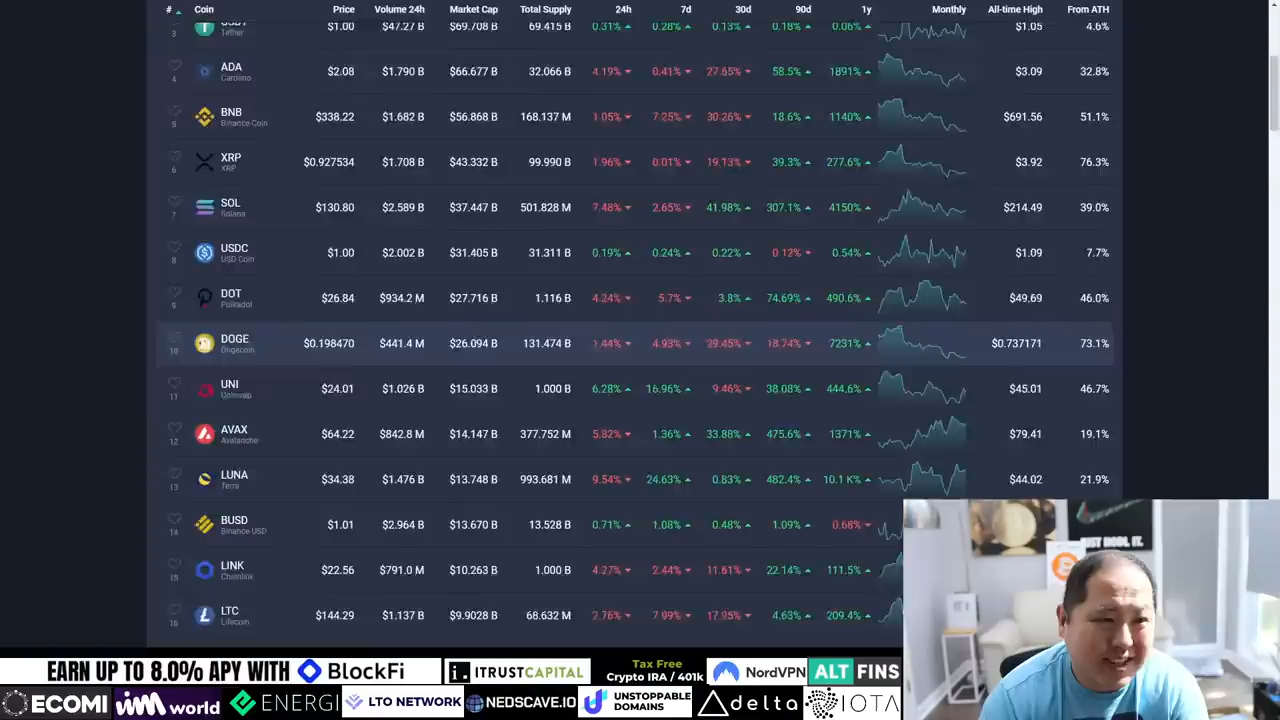 # Coin Price Volume 24h Market Cap Total Supply 24h 7d 30d 90d 1y Monthly All-time High From ATH
3 Tether $1.00 $47.27 B $69.708 B 69.415 B 0.31% 0.28% 0.13% 0.18% 0.06% $1.05 4.6%
ADA $2.08 $1.790 B $66.677 B 32.066 B 4.19% 0.41% 27.65% 58.5% 1891% $3.09 32.8%
4 Cardano
BNB $338.22 $1.682 B $56.868 B 168.137 M 1.05% 7.25% 30.26% 18.6% 1140% $691.56 51.1%
5 Binance Coin
XRP $0.927534 $1.708 B $43.332 B 99.990 B 1.96% 0.01% 19.13% 39.3% 277.6% $3.92 76.3%
6 XRP
SOL $130.80 $2.589 B $37.447 B 501.828 M 7.48% 2.65% 41.98% 307.1% 4150% $214.49 39.0%
7 Solana
USDC $1.00 $2.002 B $31.405 B 31.311 B 0.19% 0.24% 0.22% 0.12% 0.54% $1.09 7.7%
8 USD Coin
DOT $26.84 $934.2 M $27.716 B 1.116 B 4.24% 5.7% 3.8% 74.69% 490.6% $49.69 46.0%
9 Polkadot
DOGE $0.198470 $441.4 M $26.094 B 131.474 B 1.44% 4.93% 29.45% 18.74% 7231% $0.737171 73.1%
10 Dogecoin
UNI $24.01 $1.026 B $15.033 B 1.000 B 6.28% 16.96% 9.46% 38.08% 444.6% $45.01 46.7%
11 Uniswap
AVAX $64.22 $842.8 M $14.147 B 377.752 M 5.82% 1.36% 33.88% 475.6% 1371% $79.41 19.1%
12 Avalanche
LUNA $34.38 $1.476 B $13.748 B 993.681 M 9.54% 24.63% 0.83% 482.4% 10.1 K% $44.02 21.9%
13 Terra
BUSD $1.01 $2.964 B $13.670 B 13.528 B 0.71% 1.08% 0.48% 1.09% 0.68%
14 Binance USD
LINK $22.56 $791.0 M $10.263 B 1.000 B 4.27% 2.44% 11.61% 22.14% 111.5%
15 Chainlink
LTC $144.29 $1.137 B $9.9028 B 68.632 M 2.76% 7.99% 17.95% 4.63% 209.4%
16 Litecoin
JUST HODL IT.
EARN UP TO 8.0% APY WITH BlockFi iTRUSTCAPITAL Tax Free Crypto IRA / 401k NordVPN ALT FINS
ECOMI world ENERGI LTO NETWORK NEDSCAVE.IO UNSTOPPABLE DOMAINS delta IOTA